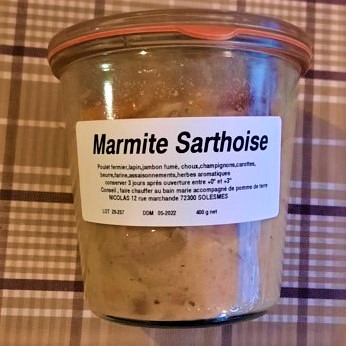 Marmite Sarthoise
Poulet fermier,lapin,jambon fumé, choux,champignons,carottes,
beurre,farine,assaisonnements,herbes aromatiques
conserver 3 jours après ouverture entre +0° et +3°
Conseil , faire chauffer au bain marie accompagné de pomme de terre
NICOLAS 12 rue marchande 72300 SOLESMES
LOT 25-257 DDM 05-2022 400 g net